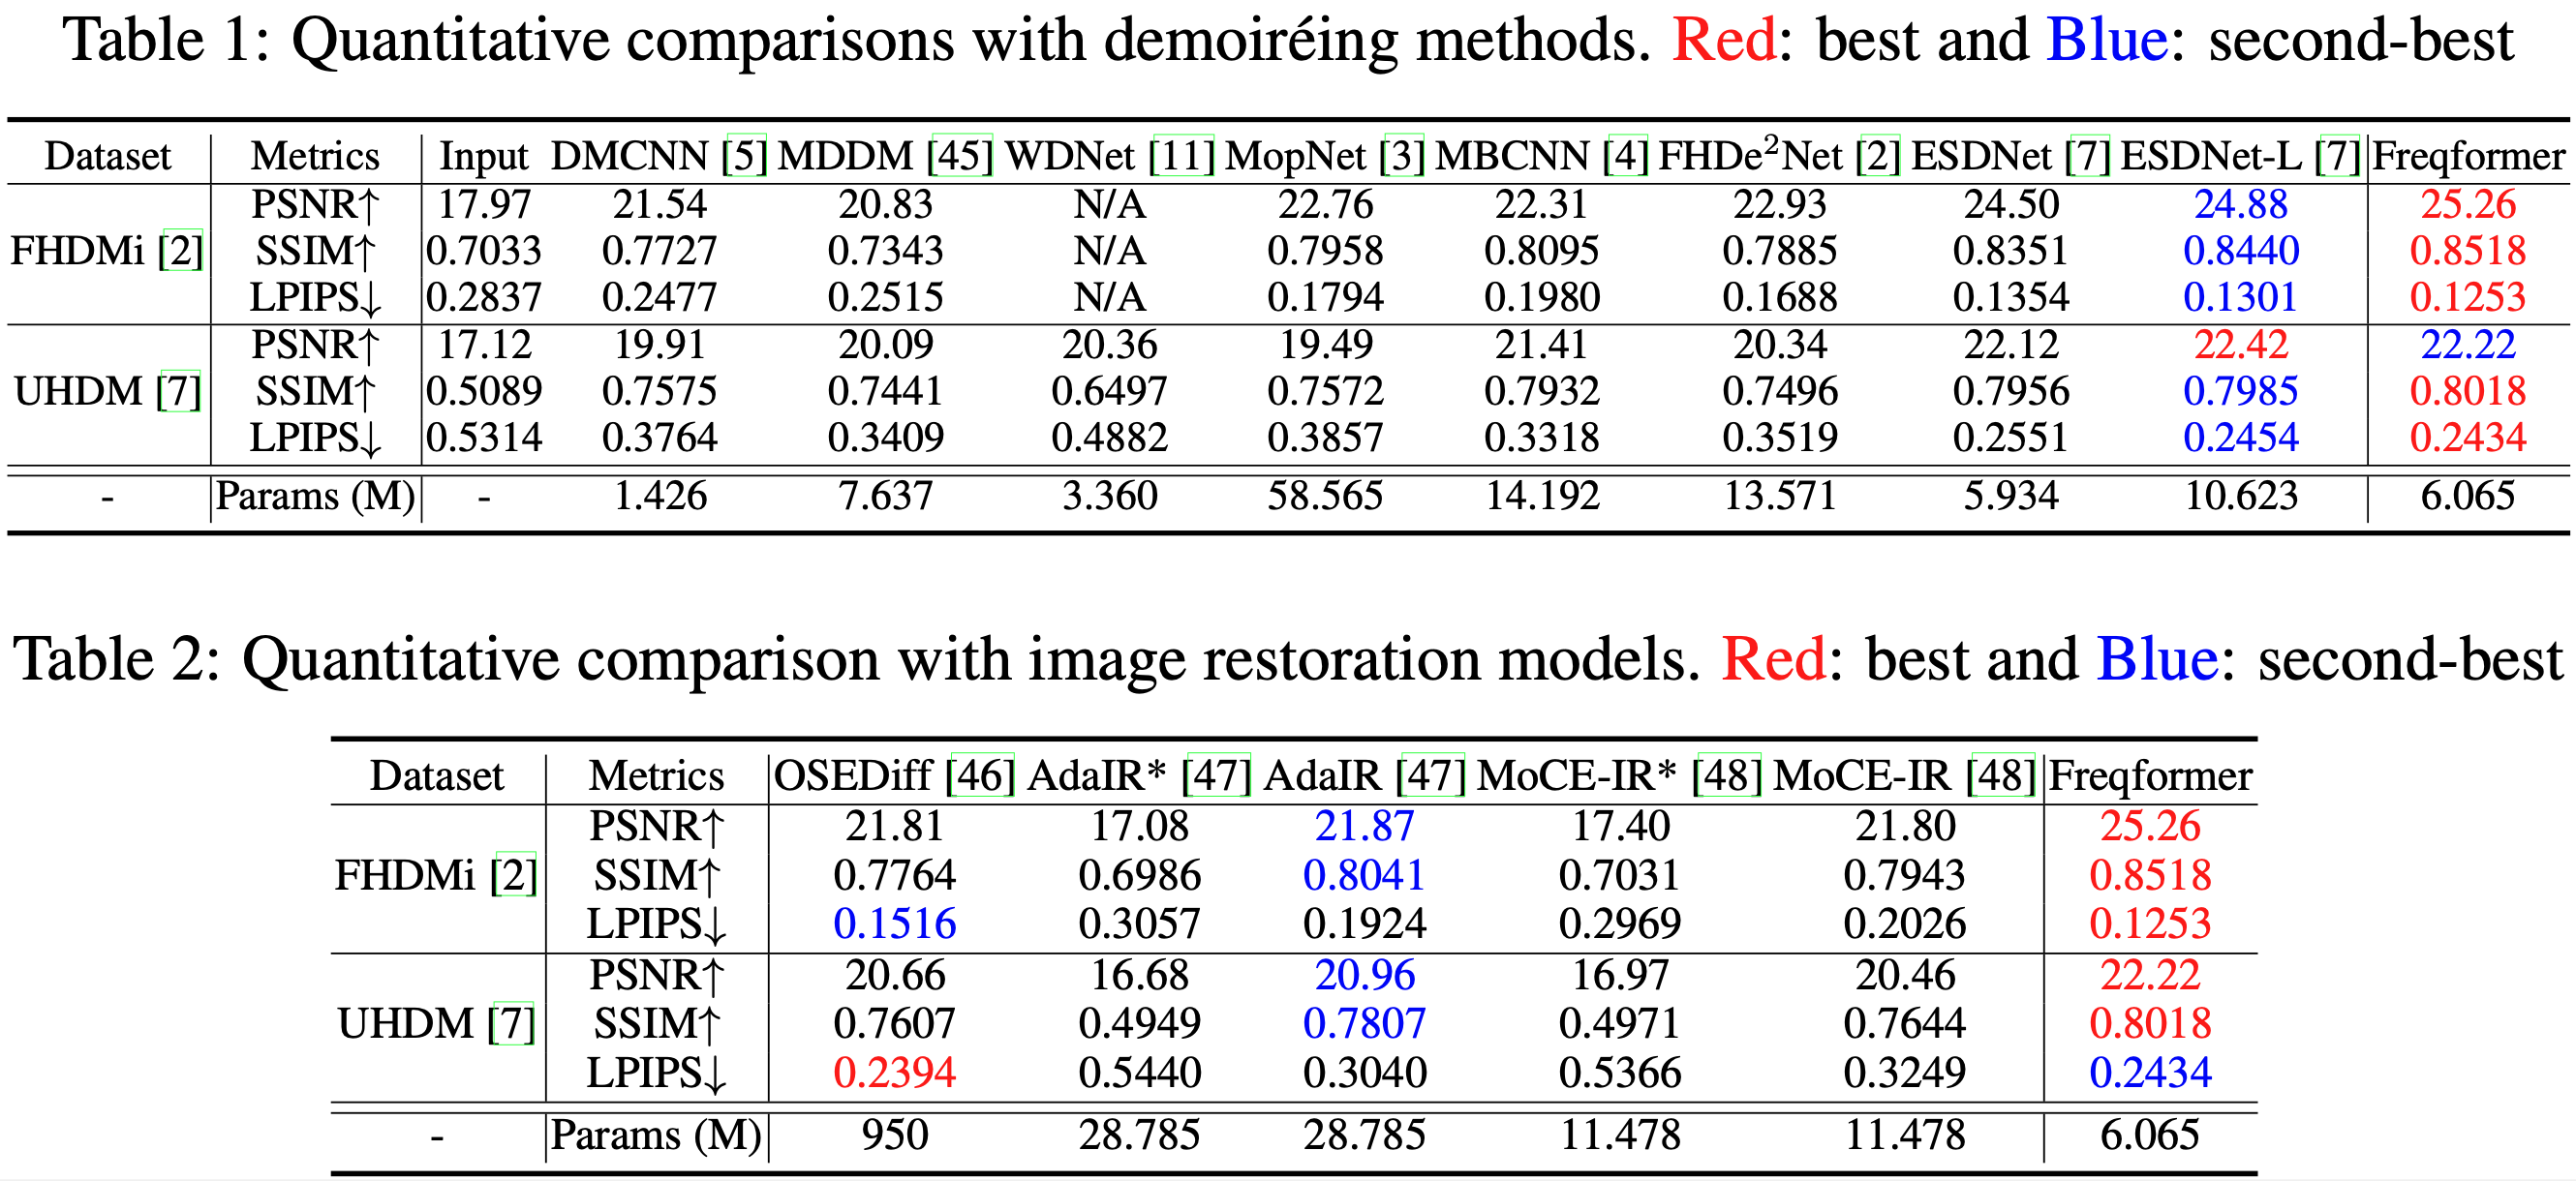 Table 1: Quantitative comparisons with demoiréing methods. Red: best and Blue: second-best
Dataset Metrics Input DMCNN [5] MDDM [45] WDNet [11] MopNet [3] MBCNN [4] FHDe²Net [2] ESDNet [7] ESDNet-L [7] Freqformer
PSNR↑ 17.97 21.54 20.83 N/A 22.76 22.31 22.93 24.50 24.88 25.26
FHDMi [2] SSIM↑ 0.7033 0.7727 0.7343 N/A 0.7958 0.8095 0.7885 0.8351 0.8440 0.8518
LPIPS↓ 0.2837 0.2477 0.2515 N/A 0.1794 0.1980 0.1688 0.1354 0.1301 0.1253
PSNR↑ 17.12 19.91 20.09 20.36 19.49 21.41 20.34 22.12 22.42 22.22
UHDM [7] SSIM↑ 0.5089 0.7575 0.7441 0.6497 0.7572 0.7932 0.7496 0.7956 0.7985 0.8018
LPIPS↓ 0.5314 0.3764 0.3409 0.4882 0.3857 0.3318 0.3519 0.2551 0.2454 0.2434
- Params (M) - 1.426 7.637 3.360 58.565 14.192 13.571 5.934 10.623 6.065
Table 2: Quantitative comparison with image restoration models. Red: best and Blue: second-best
Dataset Metrics OSEDiff [46] AdaIR* [47] AdaIR [47] MoCE-IR* [48] MoCE-IR [48] Freqformer
PSNR↑ 21.81 17.08 21.87 17.40 21.80 25.26
FHDMi [2] SSIM↑ 0.7764 0.6986 0.8041 0.7031 0.7943 0.8518
LPIPS↓ 0.1516 0.3057 0.1924 0.2969 0.2026 0.1253
PSNR↑ 20.66 16.68 20.96 16.97 20.46 22.22
UHDM [7] SSIM↑ 0.7607 0.4949 0.7807 0.4971 0.7644 0.8018
LPIPS↓ 0.2394 0.5440 0.3040 0.5366 0.3249 0.2434
- Params (M) 950 28.785 28.785 11.478 11.478 6.065